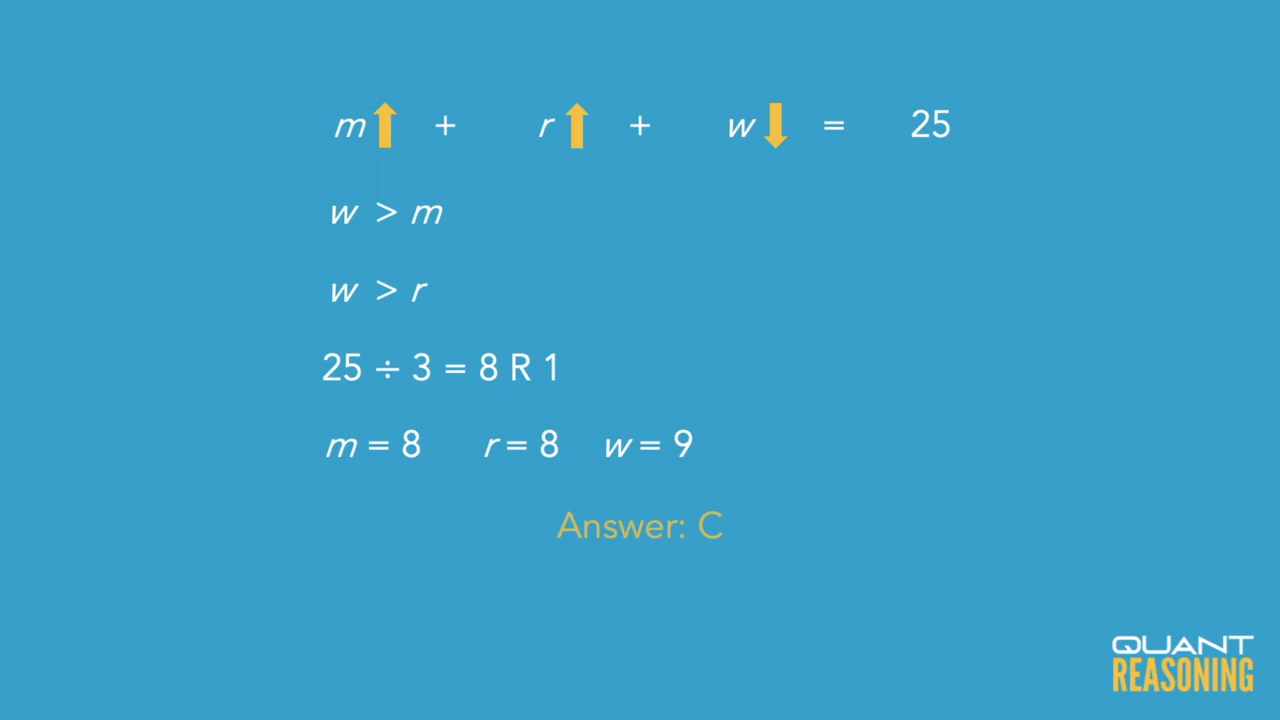 m↑ + r↑ + w↓ = 25
w > m
w > r
25 ÷ 3 = 8 R 1
m = 8 r = 8 w = 9
Answer: C
QUANT
REASONING